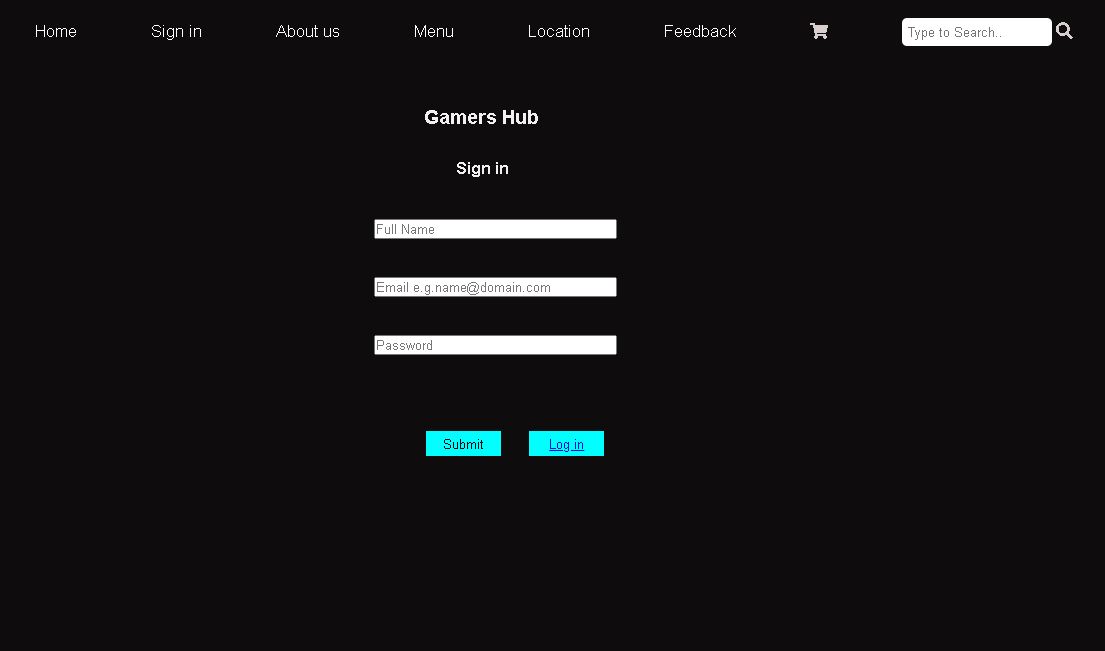 Home Sign in About us Menu Location Feedback Type to Search...
Gamers Hub
Sign in
Full Name
Email e.g.name@domain.com
Password
Submit Log in